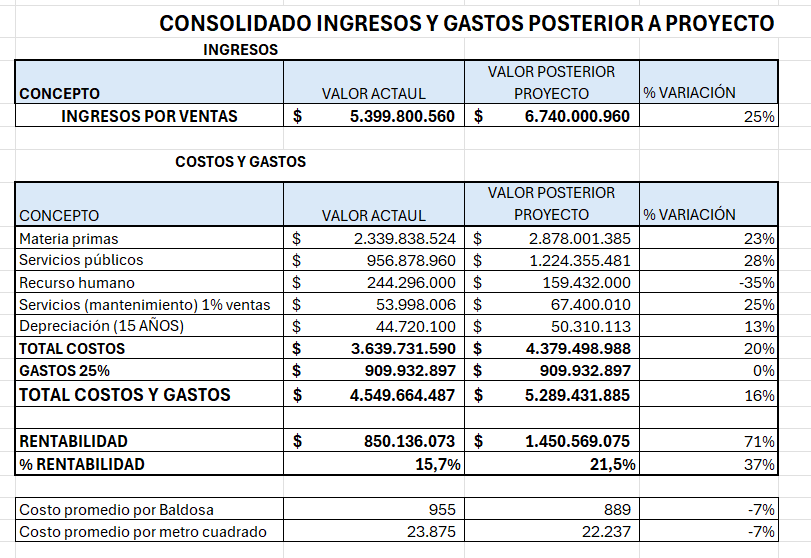 CONSOLIDADO INGRESOS Y GASTOS POSTERIOR A PROYECTO
INGRESOS
CONCEPTO VALOR ACTAUL VALOR POSTERIOR PROYECTO % VARIACIÓN
INGRESOS POR VENTAS $ 5.399.800.560 $ 6.740.000.960 25%
COSTOS Y GASTOS
CONCEPTO VALOR ACTAUL VALOR POSTERIOR PROYECTO % VARIACIÓN
Materia primas $ 2.339.838.524 $ 2.878.001.385 23%
Servicios públicos $ 956.878.960 $ 1.224.355.481 28%
Recurso humano $ 244.296.000 $ 159.432.000 -35%
Servicios (mantenimiento) 1% ventas $ 53.998.006 $ 67.400.010 25%
Depreciación (15 AÑOS) $ 44.720.100 $ 50.310.113 13%
TOTAL COSTOS $ 3.639.731.590 $ 4.379.498.988 20%
GASTOS 25% $ 909.932.897 $ 909.932.897 0%
TOTAL COSTOS Y GASTOS $ 4.549.664.487 $ 5.289.431.885 16%
RENTABILIDAD $ 850.136.073 $ 1.450.569.075 71%
% RENTABILIDAD 15,7% 21,5% 37%
Costo promedio por Baldosa 955 889 -7%
Costo promedio por metro cuadrado 23.875 22.237 -7%